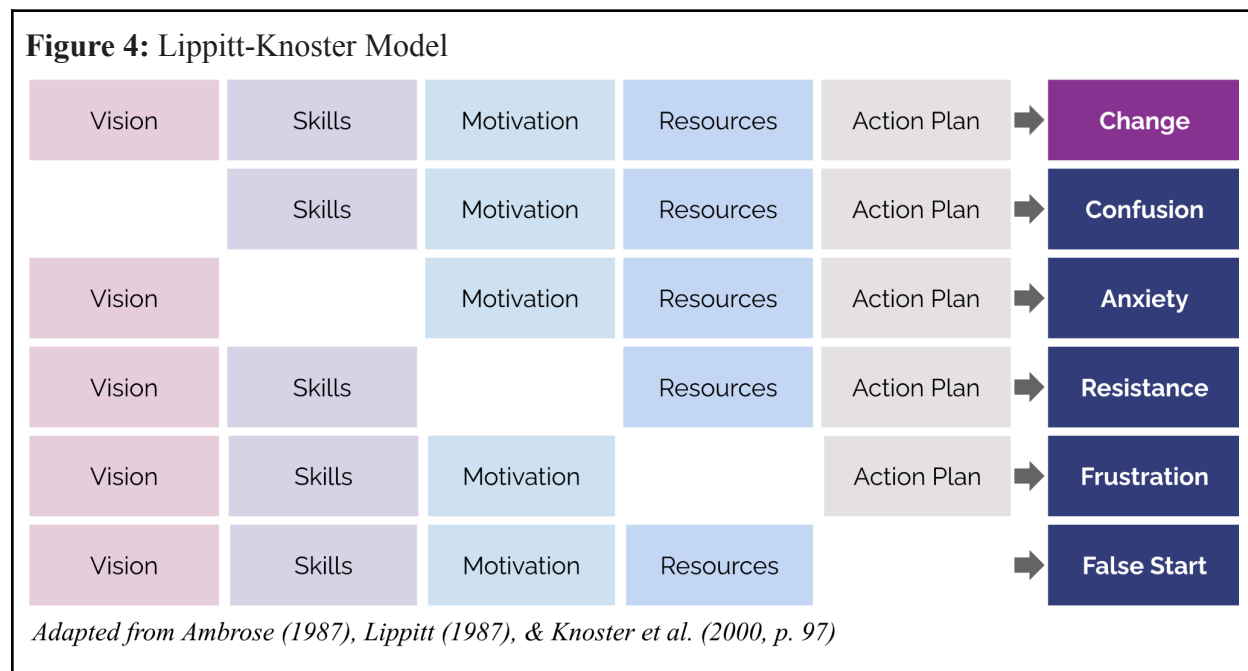 Figure 4: Lippitt-Knoster Model
Vision Skills Motivation Resources Action Plan Change
Skills Motivation Resources Action Plan Confusion
Vision Motivation Resources Action Plan Anxiety
Vision Skills Resources Action Plan Resistance
Vision Skills Motivation Action Plan Frustration
Vision Skills Motivation Resources False Start
Adapted from Ambrose (1987), Lippitt (1987), & Knoster et al. (2000, p. 97)